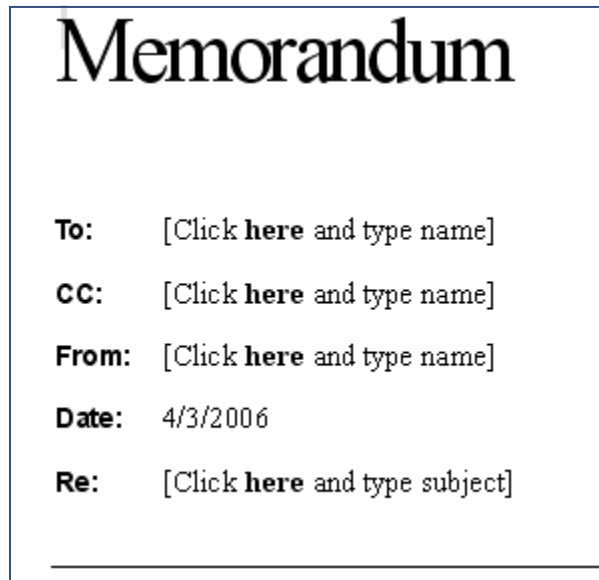 Memorandum
To: [Click here and type name]
CC: [Click here and type name]
From: [Click here and type name]
Date: 4/3/2006
Re: [Click here and type subject]